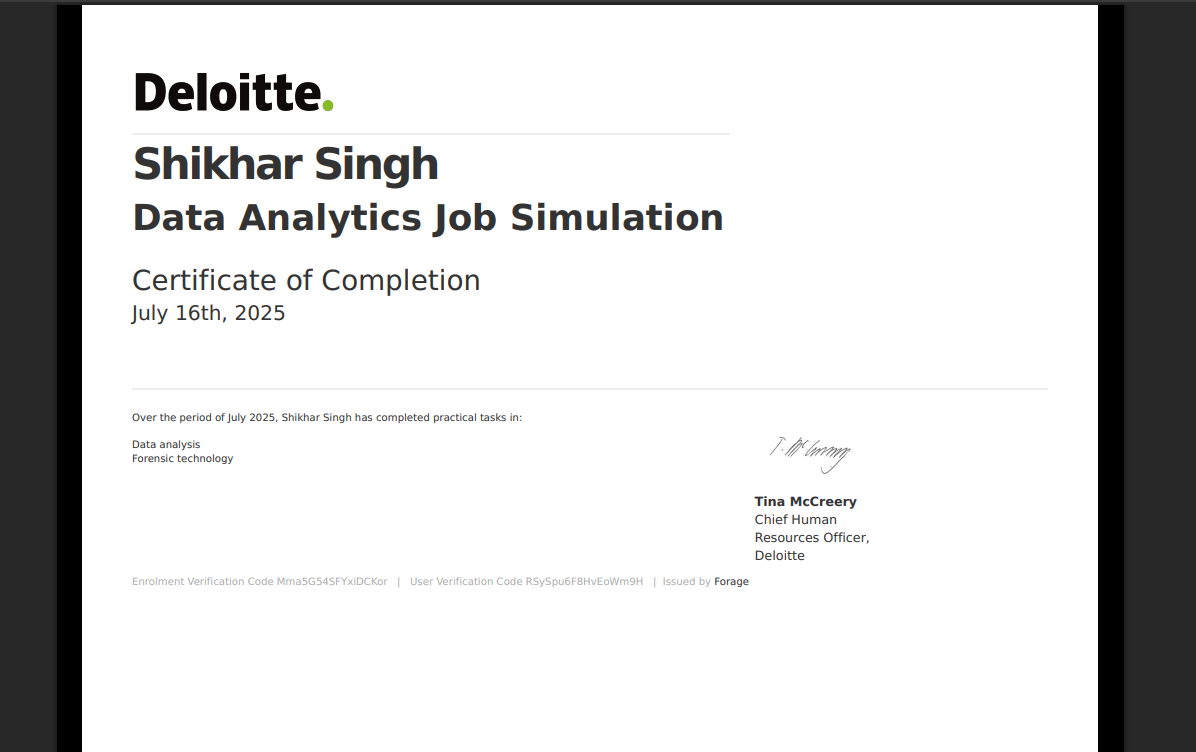 Deloitte.
Shikhar Singh
Data Analytics Job Simulation
Certificate of Completion
July 16th, 2025
Over the period of July 2025, Shikhar Singh has completed practical tasks in:
Data analysis
Forensic technology
Tina McCreery
Chief Human
Resources Officer,
Deloitte
Enrolment Verification Code Mma5G54SFYxiDCKor | User Verification Code RSySpu6F8HvEoWm9H | Issued by Forage